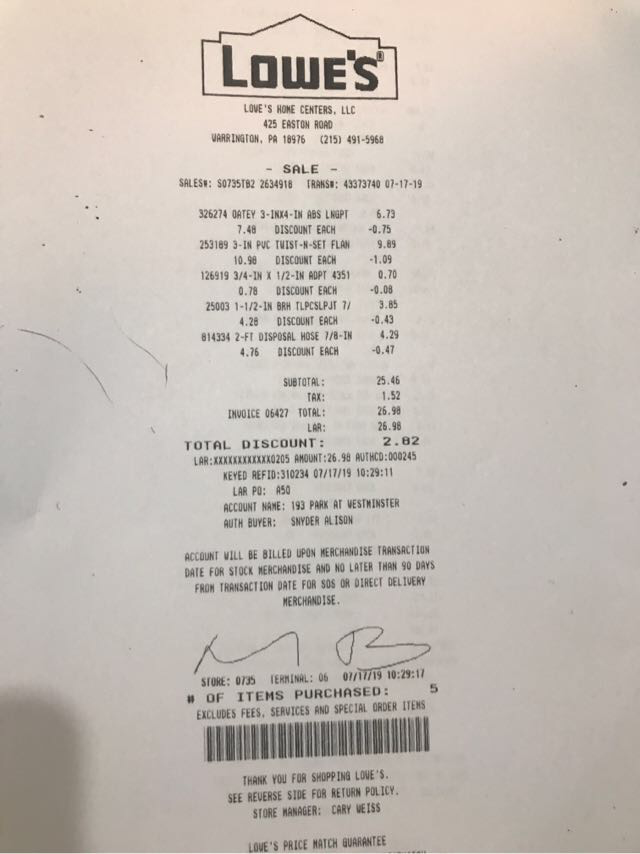 LOWE'S®
LOWE'S HOME CENTERS, LLC
425 EASTON ROAD
WARRINGTON, PA 18976 (215) 491-5968
- SALE -
SALES#: S0735TB2 2634918 TRANS#: 43373740 07-17-19
326274 OATEY 3-INX4-IN ABS LNGPT 6.73
7.48 DISCOUNT EACH -0.75
253189 3-IN PVC TWIST-N-SET FLAN 9.89
10.98 DISCOUNT EACH -1.09
126919 3/4-IN X 1/2-IN ADPT 4351 0.70
0.78 DISCOUNT EACH -0.08
25003 1-1/2-IN BRH TLPCSLPJT 7/ 3.85
4.28 DISCOUNT EACH -0.43
814334 2-FT DISPOSAL HOSE 7/8-IN 4.29
4.76 DISCOUNT EACH -0.47
SUBTOTAL: 25.46
TAX: 1.52
INVOICE 06427 TOTAL: 26.98
LAR: 26.98
TOTAL DISCOUNT: 2.82
LAR:XXXXXXXXXXXX0205 AMOUNT:26.98 AUTHCD:000245
KEYED REFID:310234 07/17/19 10:29:11
LAR PO: A50
ACCOUNT NAME: 193 PARK AT WESTMINSTER
AUTH BUYER: SNYDER ALISON
ACCOUNT WILL BE BILLED UPON MERCHANDISE TRANSACTION
DATE FOR STOCK MERCHANDISE AND NO LATER THAN 90 DAYS
FROM TRANSACTION DATE FOR SOS OR DIRECT DELIVERY
MERCHANDISE.
STORE: 0735 TERMINAL: 06 07/17/19 10:29:17
# OF ITEMS PURCHASED: 5
EXCLUDES FEES, SERVICES AND SPECIAL ORDER ITEMS
THANK YOU FOR SHOPPING LOWE'S.
SEE REVERSE SIDE FOR RETURN POLICY.
STORE MANAGER: CARY WEISS
LOWE'S PRICE MATCH GUARANTEE